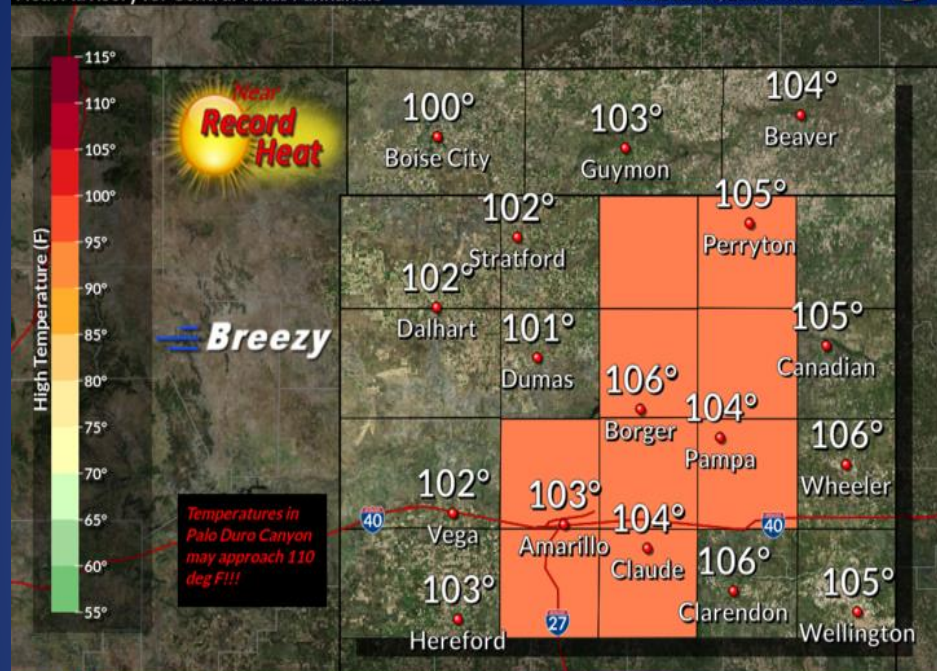 115°
110°
105°
100°
95°
90°
85°
80°
75°
70°
65°
60°
55°
High Temperature (F)
Near
Record
Heat
Breezy
Temperatures in
Palo Duro Canyon
may approach 110
deg F!!!
100°
Boise City
103°
Guymon
104°
Beaver
102°
Stratford
105°
Perryton
102°
Dalhart
101°
Dumas
105°
Canadian
106°
Borger
104°
Pampa
106°
Wheeler
102°
Vega
103°
Amarillo
104°
Claude
106°
Clarendon
105°
Wellington
103°
Hereford
40
40
27